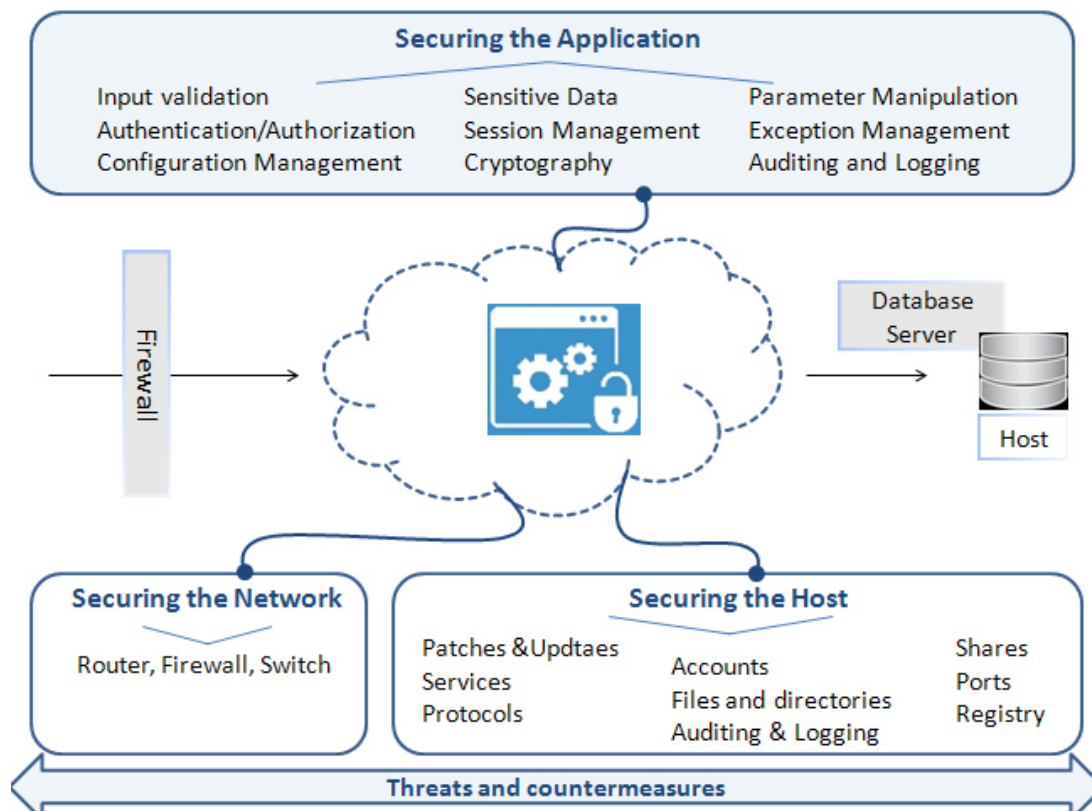 Securing the Application
Input validation
Authentication/Authorization
Configuration Management
Sensitive Data
Session Management
Cryptography
Parameter Manipulation
Exception Management
Auditing and Logging
Firewall
Database
Server
Host
Securing the Network
Router, Firewall, Switch
Securing the Host
Patches &Updtaes
Services
Protocols
Accounts
Files and directories
Auditing & Logging
Shares
Ports
Registry
Threats and countermeasures